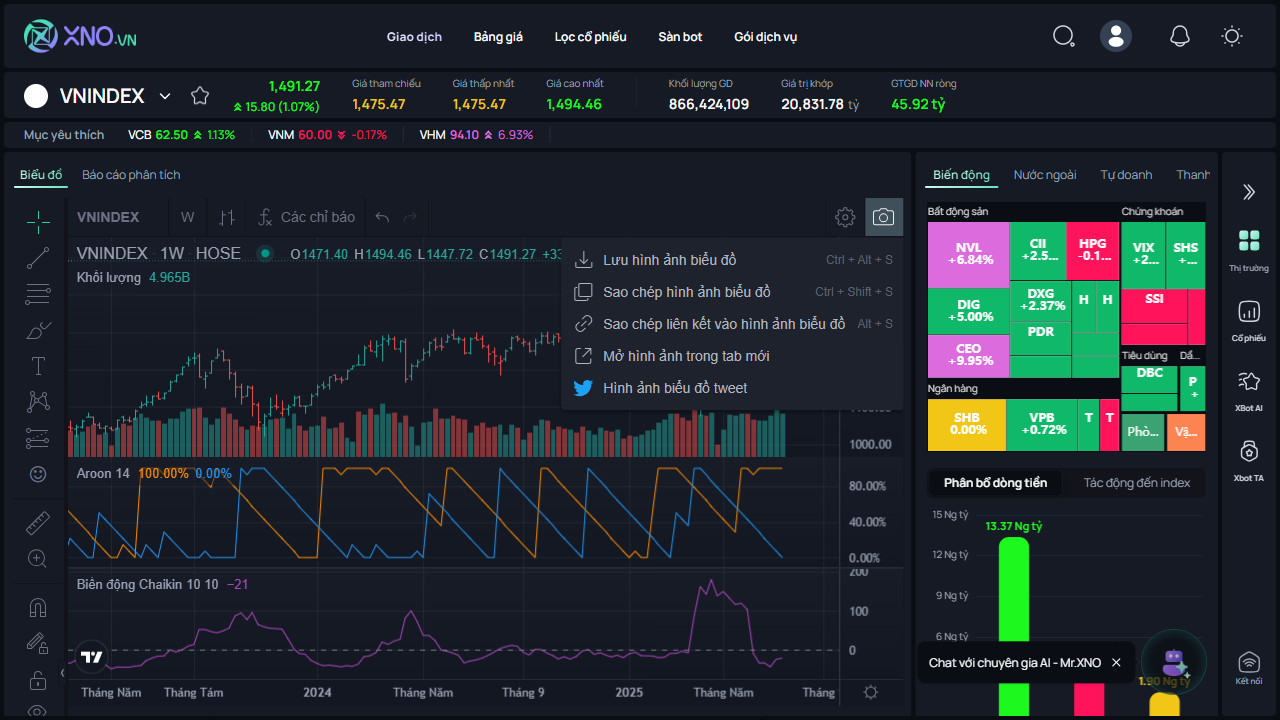 XNO.VN
Giao dịch
Bảng giá
Lọc cổ phiếu
Sàn bot
Gói dịch vụ
VNINDEX
1,491.27
15.80 (1.07%)
Giá tham chiếu
1,475.47
Giá thấp nhất
1,475.47
Giá cao nhất
1,494.46
Khối lượng GD
866,424,109
Giá trị khớp
20,831.78 tỷ
GTGD NN ròng
45.92 tỷ
Mục yêu thích
VCB 62.50 1.13%
VNM 60.00 -0.17%
VHM 94.10 6.93%
Biểu đồ
Báo cáo phân tích
VNINDEX
W
Các chỉ báo
VNINDEX · 1W · HOSE
O1471.40 H1494.46 L1447.72 C1491.27
Khối lượng 4.965B
Lưu hình ảnh biểu đồ
Ctrl + Alt + S
Sao chép hình ảnh biểu đồ
Ctrl + Shift + S
Sao chép liên kết vào hình ảnh biểu đồ
Alt + S
Mở hình ảnh trong tab mới
Hình ảnh biểu đồ tweet
1000.00
Aroon 14 100.00% 0.00%
80.00%
40.00%
0.00%
Biên động Chaikin 10 10 −21
200
100
0
Tháng Năm
Tháng Tám
2024
Tháng Năm
Tháng 9
2025
Tháng Năm
Tháng
Biến động
Nước ngoài
Tự doanh
Thanh
Bất động sản
Chứng khoán
NVL
+6.84%
CII
+2.5...
HPG
-0.1...
VIX
+2...
SHS
+...
DIG
+5.00%
DXG
+2.37%
H
H
SSI
PDR
CEO
+9.95%
Tiêu dùng
Dầ...
DBC
P
+
Ngân hàng
SHB
0.00%
VPB
+0.72%
T
T
Phò...
Vậ...
Phân bổ dòng tiền
Tác động đến index
15 Ng tỷ
13.37 Ng tỷ
12 Ng tỷ
9 Ng tỷ
6 Ng tỷ
1.90 Ng tỷ
Chat với chuyên gia AI - Mr.XNO
Thị trường
Cổ phiếu
XBot AI
Xbot TA
Kết nối